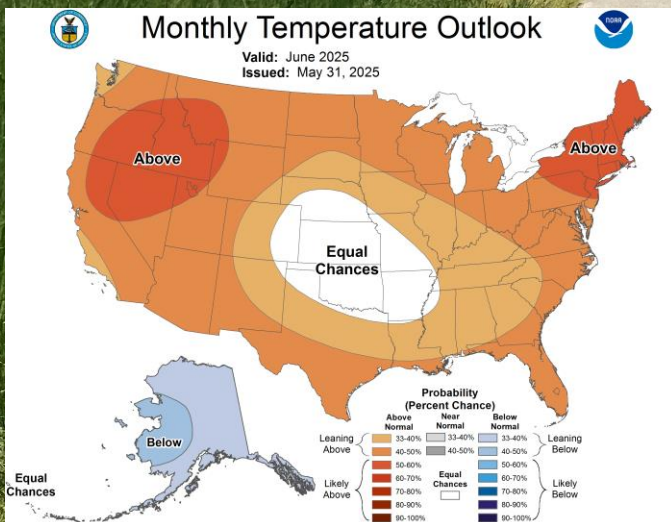 Monthly Temperature Outlook
Valid: June 2025
Issued: May 31, 2025
NOAA
Above
Above
Equal
Chances
Below
Equal
Chances
Probability
(Percent Chance)
Above
Normal
Near
Normal
Below
Normal
Leaning
Above
33-40%
40-50%
33-40%
40-50%
33-40%
40-50%
Leaning
Below
Likely
Above
50-60%
60-70%
70-80%
80-90%
90-100%
Equal
Chances
50-60%
60-70%
70-80%
80-90%
90-100%
Likely
Below